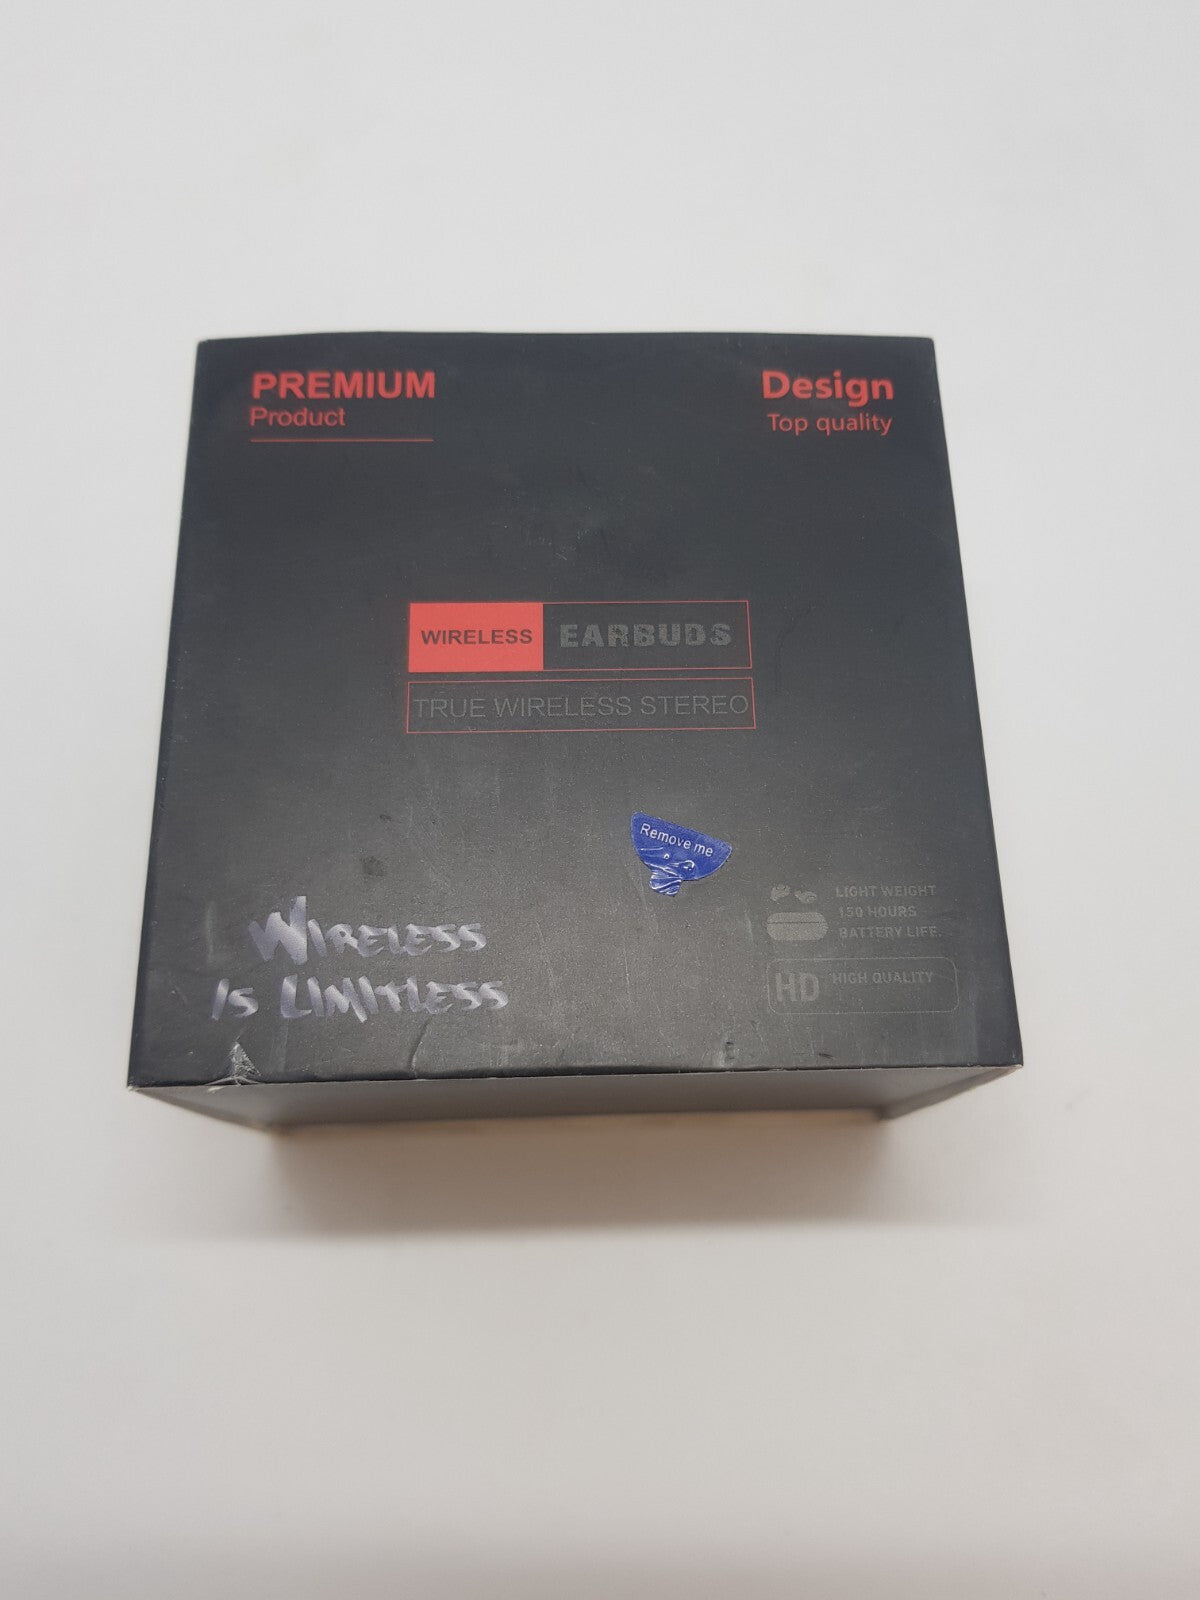 PREMIUM
Product
Design
Top quality
WIRELESS EARBUDS
TRUE WIRELESS STEREO
Remove me
LIGHT WEIGHT
150 HOURS
BATTERY LIFE.
HD HIGH QUALITY
WIRELESS
IS LIMITLESS